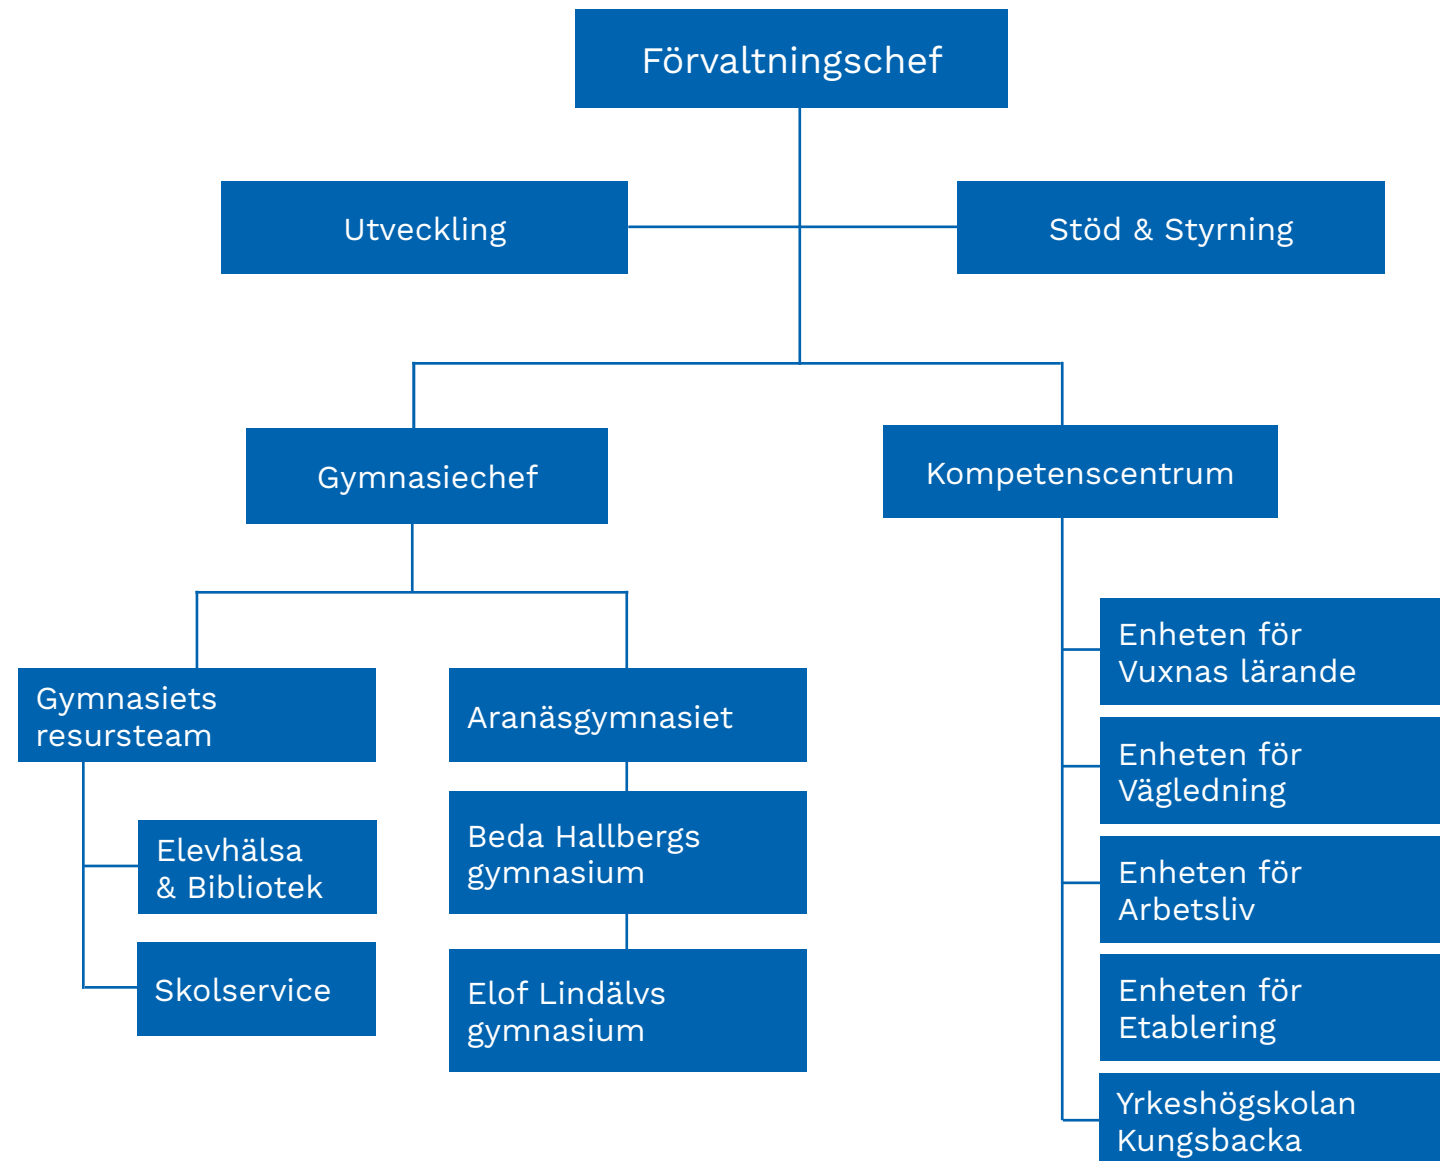 Förvaltningschef
Utveckling
Stöd & Styrning
Gymnasiechef
Kompetenscentrum
Gymnasiets
resursteam
Elevhälsa
& Bibliotek
Skolservice
Aranäsgymnasiet
Beda Hallbergs
gymnasium
Elof Lindälvs
gymnasium
Enheten för
Vuxnas lärande
Enheten för
Vägledning
Enheten för
Arbetsliv
Enheten för
Etablering
Yrkeshögskolan
Kungsbacka